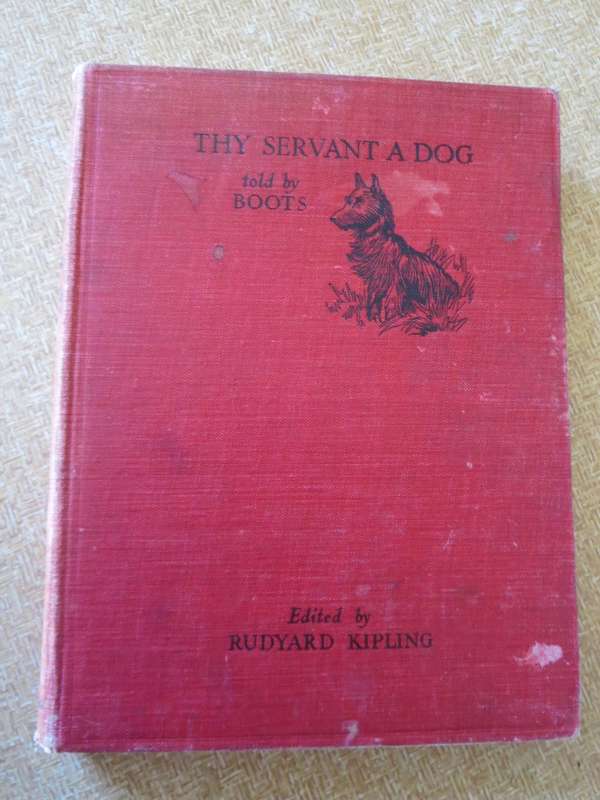 THY SERVANT A DOG
told by
BOOTS
Edited by
RUDYARD KIPLING